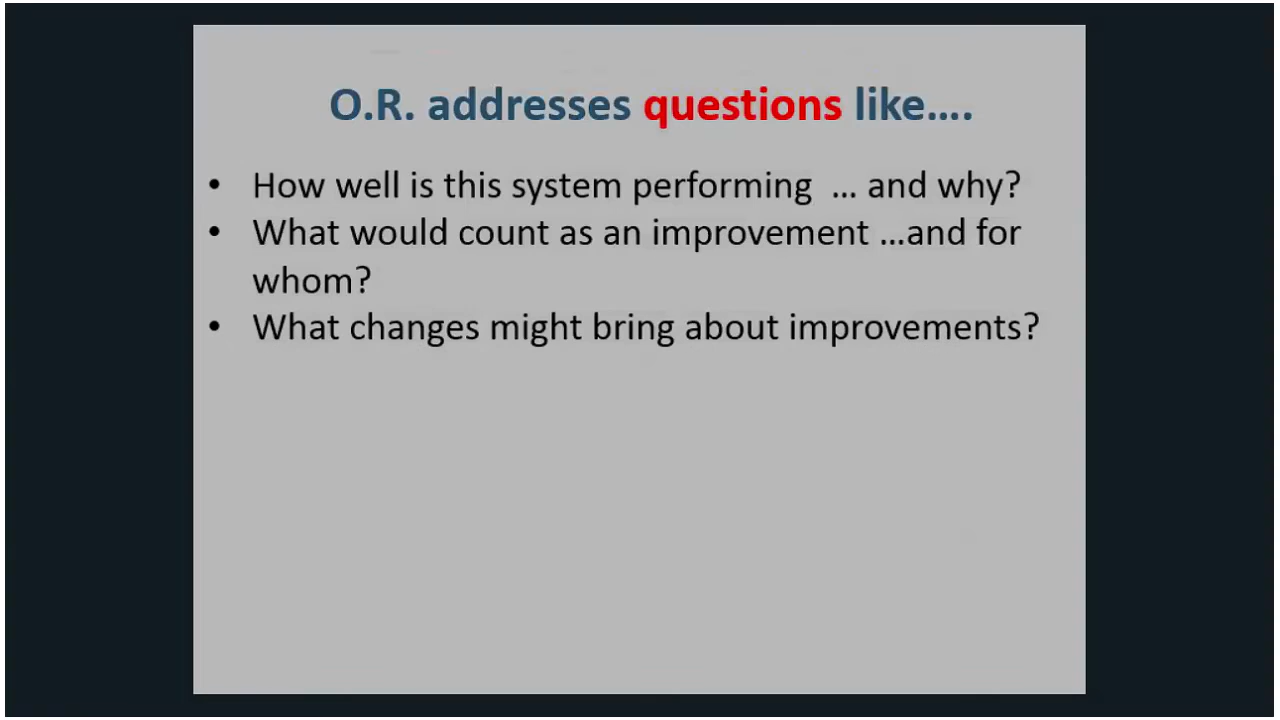 O.R. addresses questions like....
• How well is this system performing ... and why?
• What would count as an improvement ...and for
whom?
• What changes might bring about improvements?